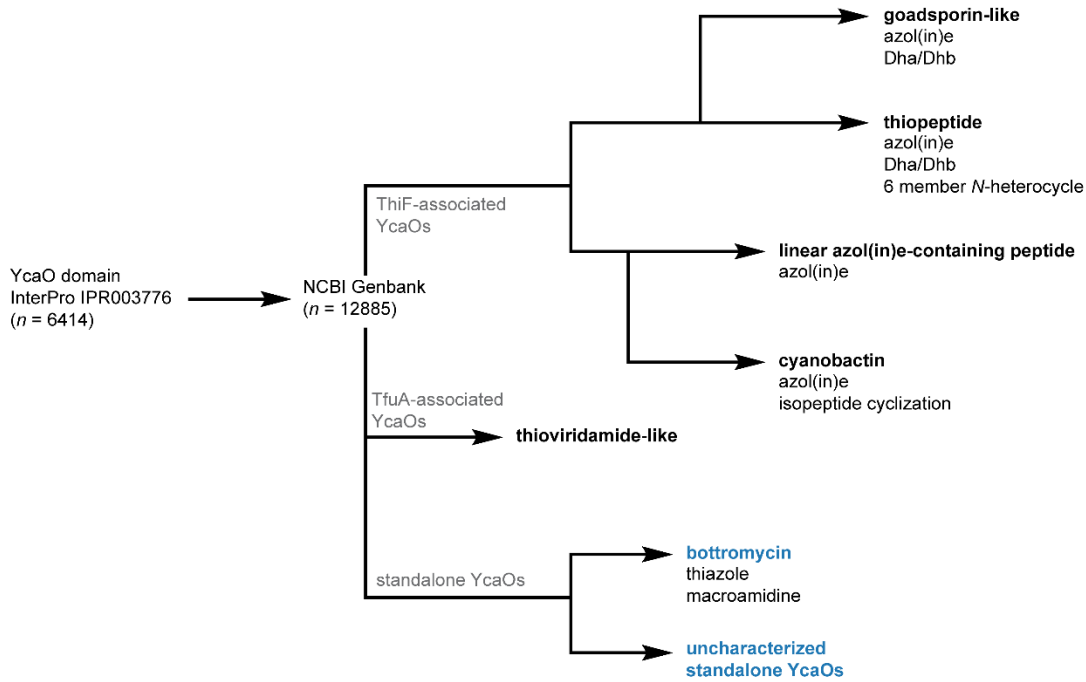 YcaO domain
InterPro IPR003776
(n = 6414)
NCBI Genbank
(n = 12885)
ThiF-associated
YcaOs
goadsporin-like
azol(in)e
Dha/Dhb
thiopeptide
azol(in)e
Dha/Dhb
6 member N-heterocycle
linear azol(in)e-containing peptide
azol(in)e
cyanobactin
azol(in)e
isopeptide cyclization
TfuA-associated
YcaOs
thioviridamide-like
standalone YcaOs
bottromycin
thiazole
macroamidine
uncharacterized
standalone YcaOs